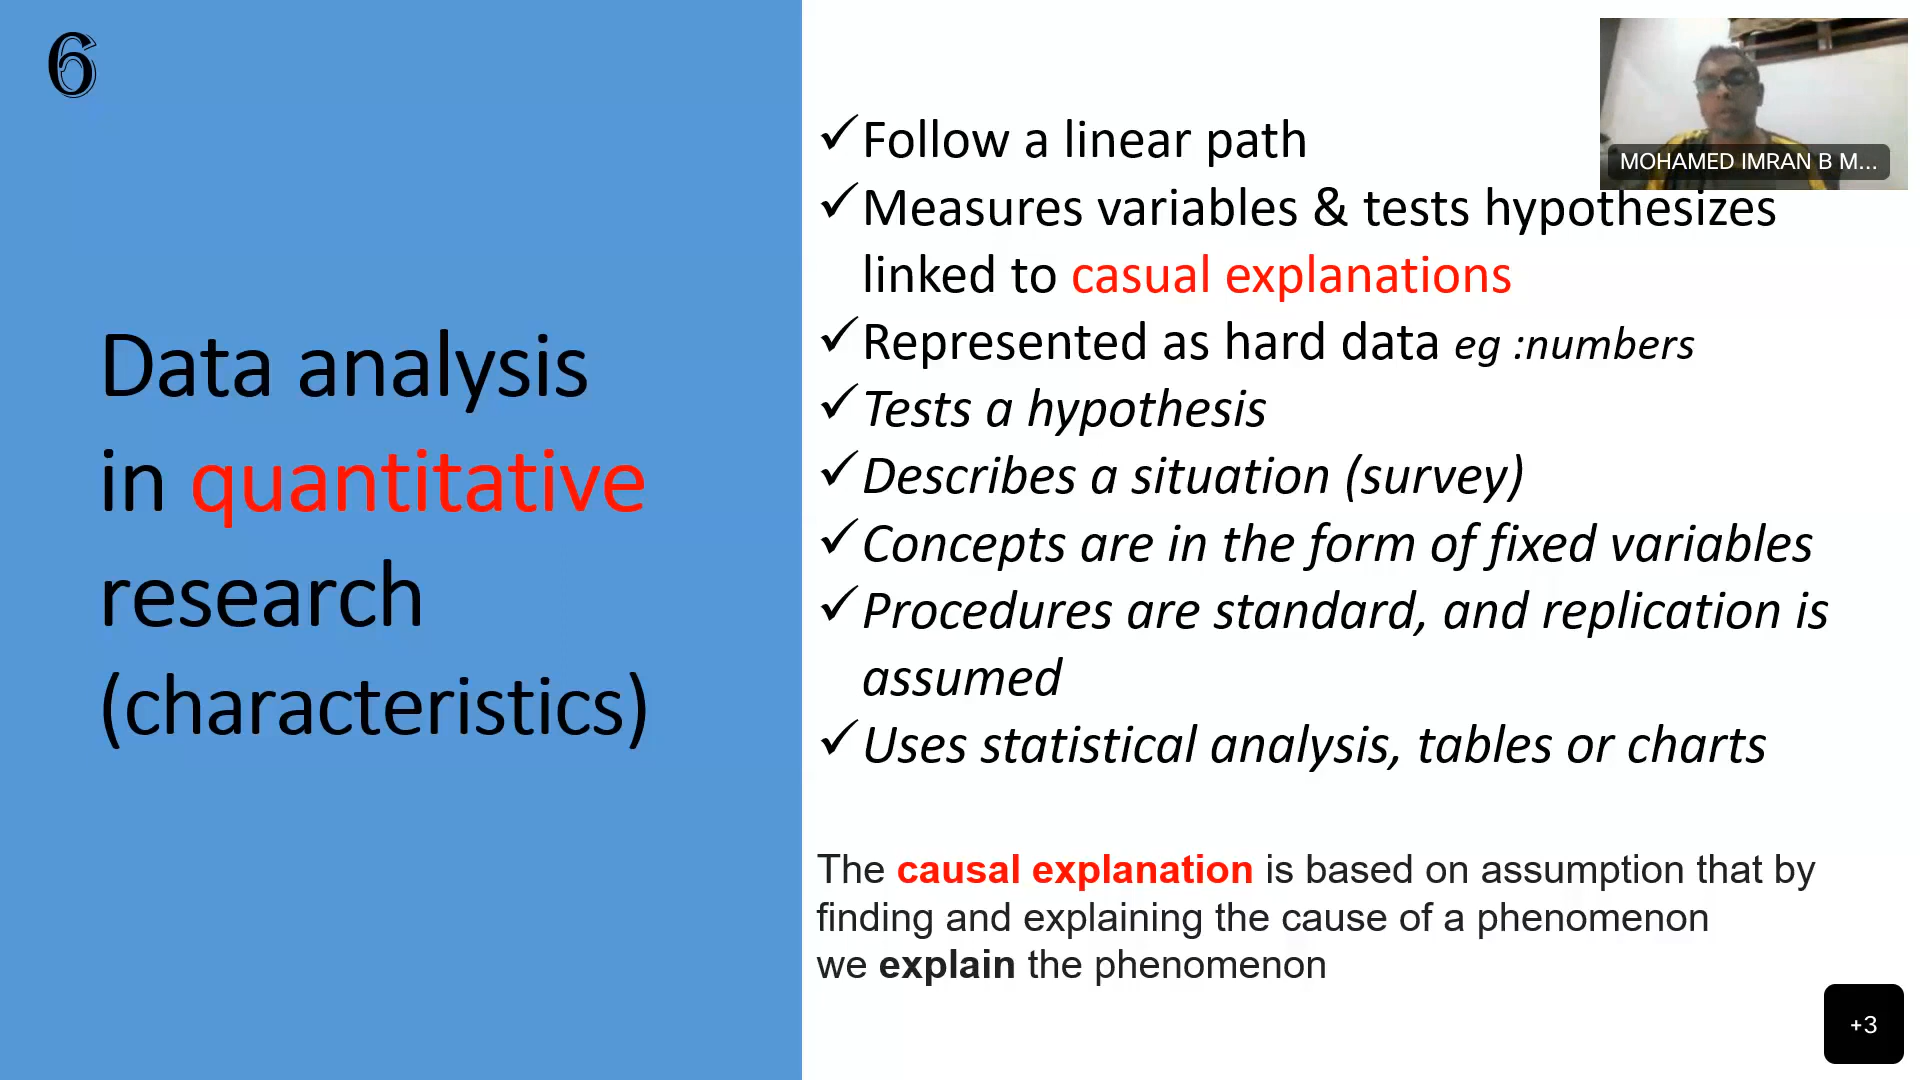 6
Data analysis
in quantitative
research
(characteristics)
✓Follow a linear path
✓Measures variables & tests hypothesizes
linked to casual explanations
✓Represented as hard data eg :numbers
✓Tests a hypothesis
✓Describes a situation (survey)
✓Concepts are in the form of fixed variables
✓Procedures are standard, and replication is
assumed
✓Uses statistical analysis, tables or charts
The causal explanation is based on assumption that by
finding and explaining the cause of a phenomenon
we explain the phenomenon
MOHAMED IMRAN B M...
+3